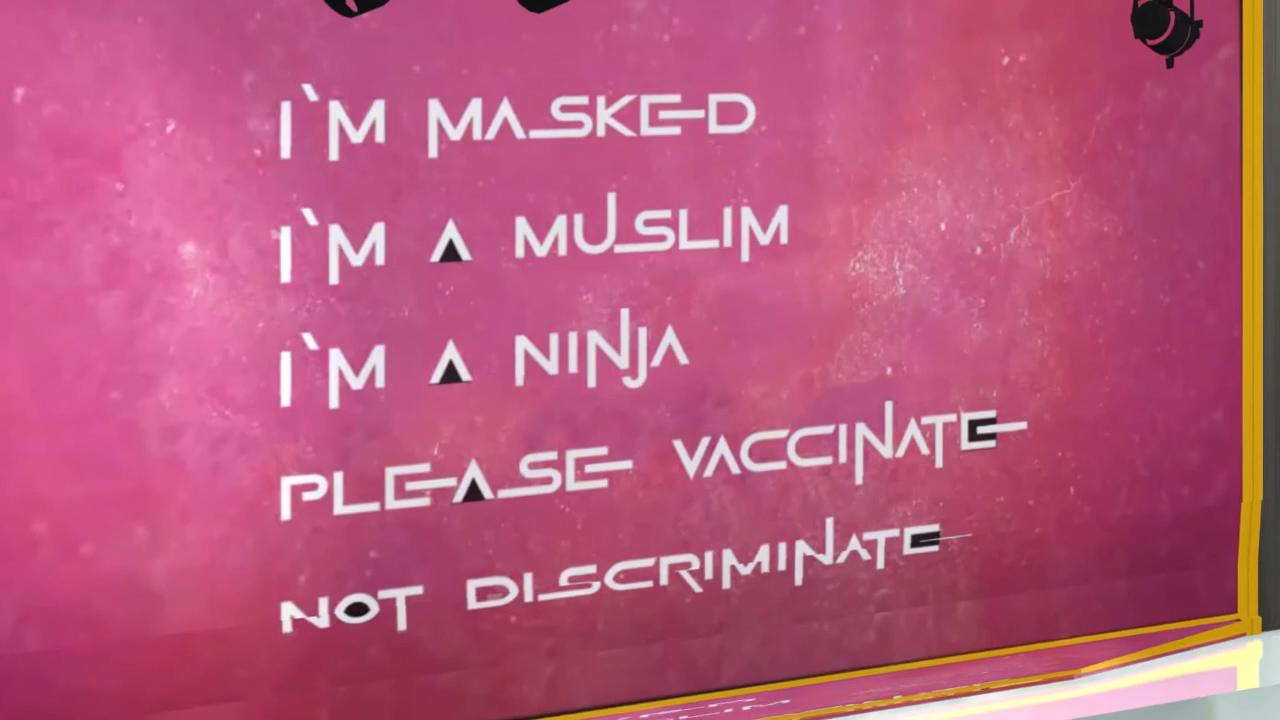 I`M MASKED
I`M A MUSLIM
I`M A NINJA
PLEASE VACCINATE
NOT DISCRIMINATE